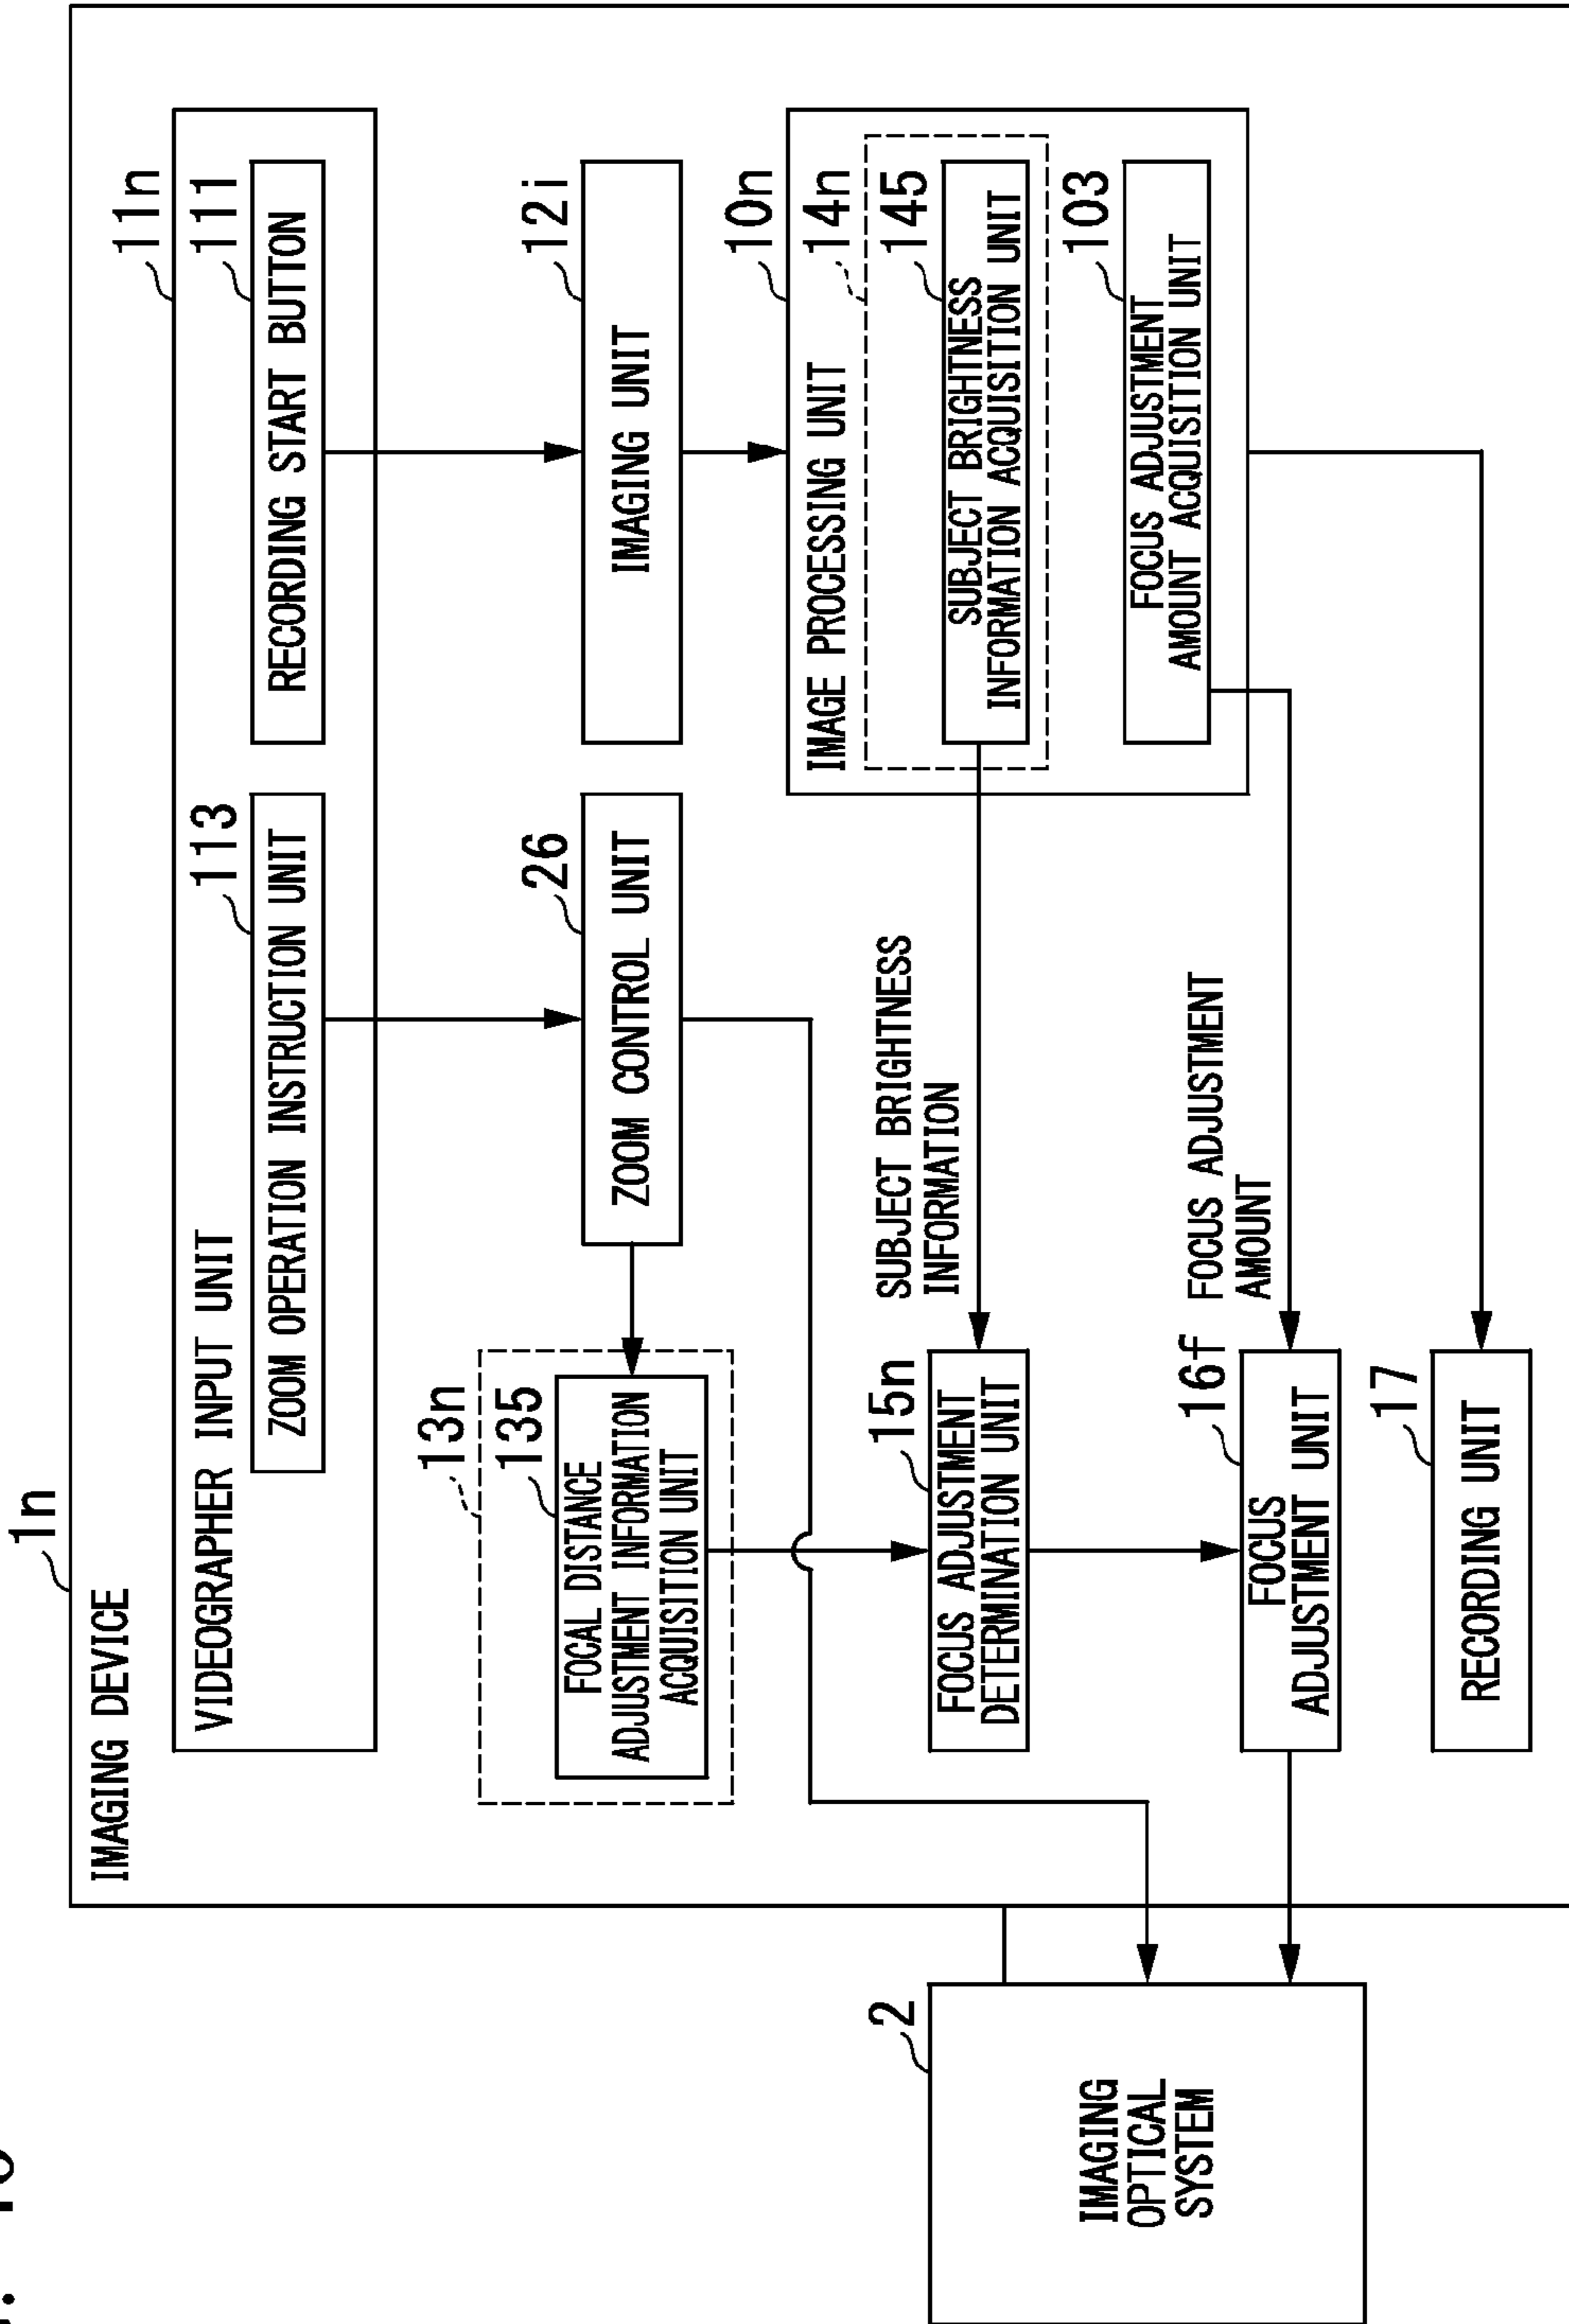 1n
IMAGING DEVICE
11n
VIDEOGRAPHER INPUT UNIT
113
ZOOM OPERATION INSTRUCTION UNIT
111
RECORDING START BUTTON
13n
135
FOCAL DISTANCE
ADJUSTMENT INFORMATION
ACQUISITION UNIT
26
ZOOM CONTROL UNIT
12i
IMAGING UNIT
10n
IMAGE PROCESSING UNIT
14n
145
SUBJECT BRIGHTNESS
INFORMATION ACQUISITION UNIT
103
FOCUS ADJUSTMENT
AMOUNT ACQUISITION UNIT
SUBJECT BRIGHTNESS
INFORMATION
15n
FOCUS ADJUSTMENT
DETERMINATION UNIT
FOCUS ADJUSTMENT
AMOUNT
16f
FOCUS
ADJUSTMENT UNIT
17
RECORDING UNIT
2
IMAGING
OPTICAL
SYSTEM